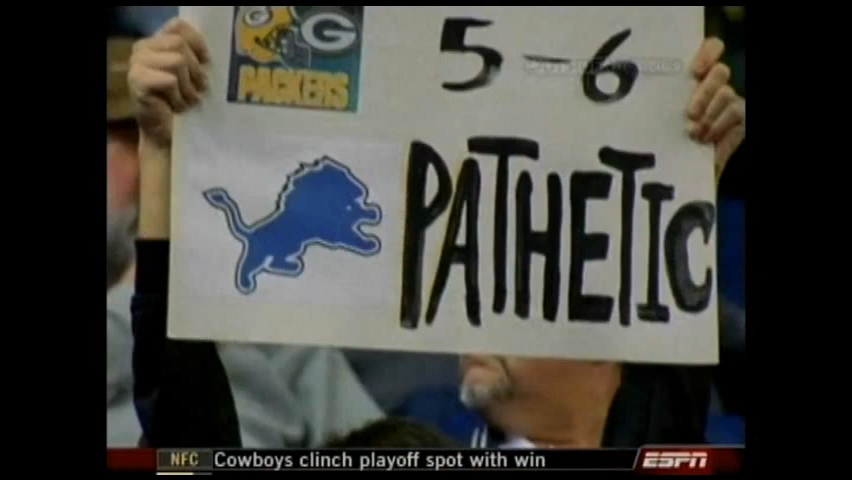 PACKERS
5-6
PATHETIC
NFC Cowboys clinch playoff spot with win ESPN